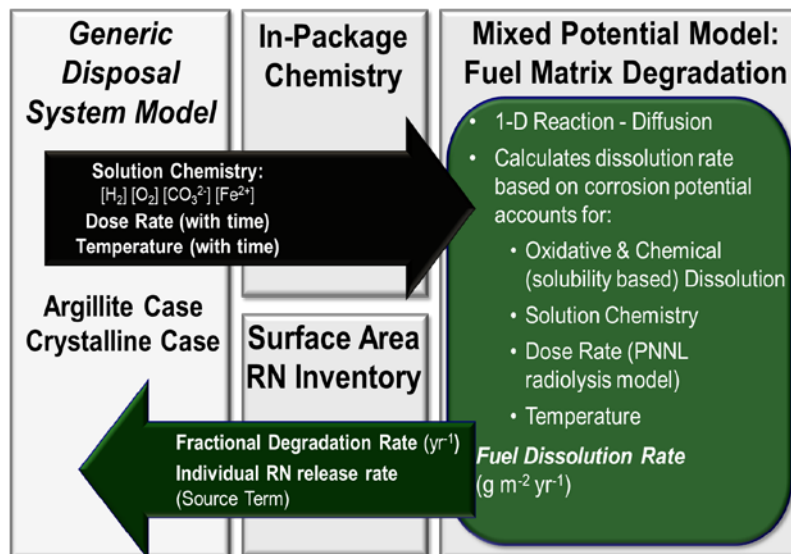 Generic
Disposal
System Model
In-Package
Chemistry
Mixed Potential Model:
Fuel Matrix Degradation
Solution Chemistry:
[H₂] [O₂] [CO₃²⁻] [Fe²⁺]
Dose Rate (with time)
Temperature (with time)
• 1-D Reaction - Diffusion
• Calculates dissolution rate
based on corrosion potential
accounts for:
• Oxidative & Chemical
(solubility based) Dissolution
• Solution Chemistry
• Dose Rate (PNNL
radiolysis model)
• Temperature
Fuel Dissolution Rate
(g m⁻² yr⁻¹)
Argillite Case
Crystalline Case
Surface Area
RN Inventory
Fractional Degradation Rate (yr⁻¹)
Individual RN release rate
(Source Term)